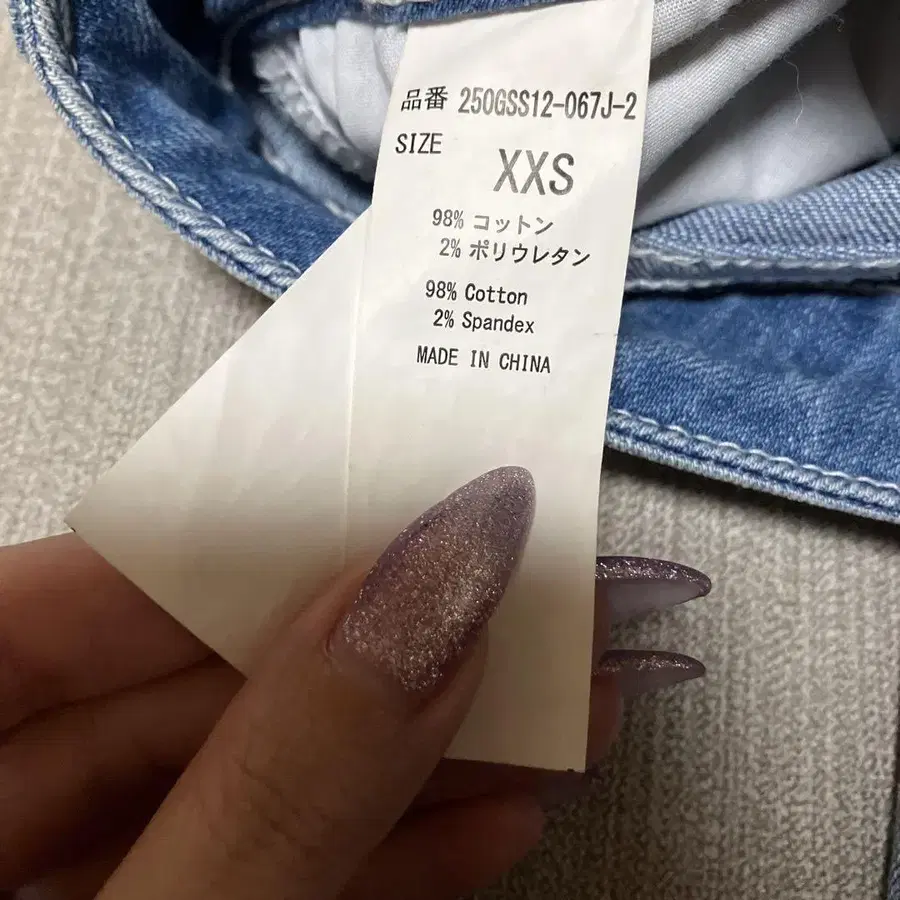 品番 250GSS12-067J-2
SIZE
XXS
98% コットン
2% ポリウレタン
98% Cotton
2% Spandex
MADE IN CHINA